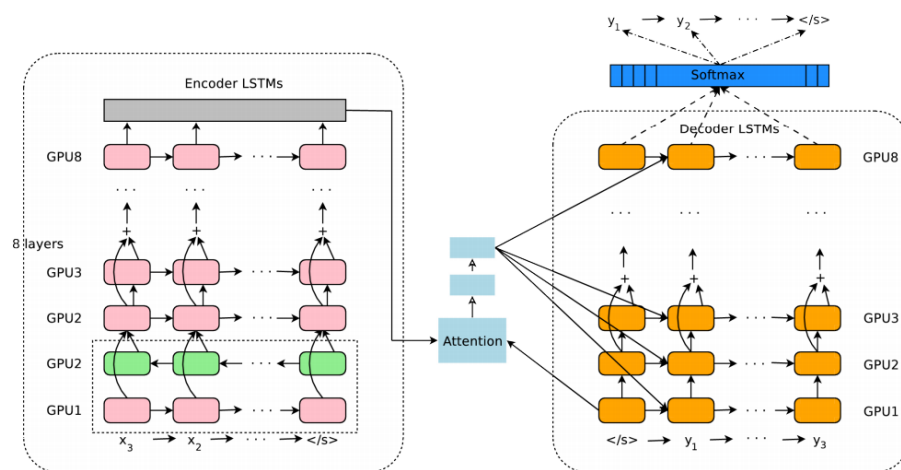 y1 y2 · · · </s>
Softmax
Encoder LSTMs
GPU8
· · ·
· · · · · · · · ·
+ + +
8 layers
GPU3
· · ·
GPU2
· · ·
GPU2
· · ·
GPU1
· · ·
x3 x2 · · · </s>
Attention
Decoder LSTMs
GPU8
· · ·
· · · · · · · · ·
+ + +
GPU3
· · ·
GPU2
· · ·
GPU1
· · ·
</s> y1 · · · y3